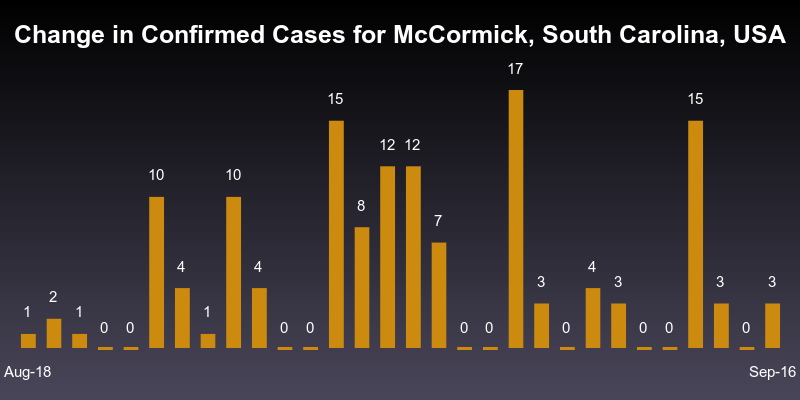 Change in Confirmed Cases for McCormick, South Carolina, USA
1 2 1 0 0 10 4 1 10 4 0 0 15 8 12 12 7 0 0 17 3 0 4 3 0 0 15 3 0 3
Aug-18 Sep-16